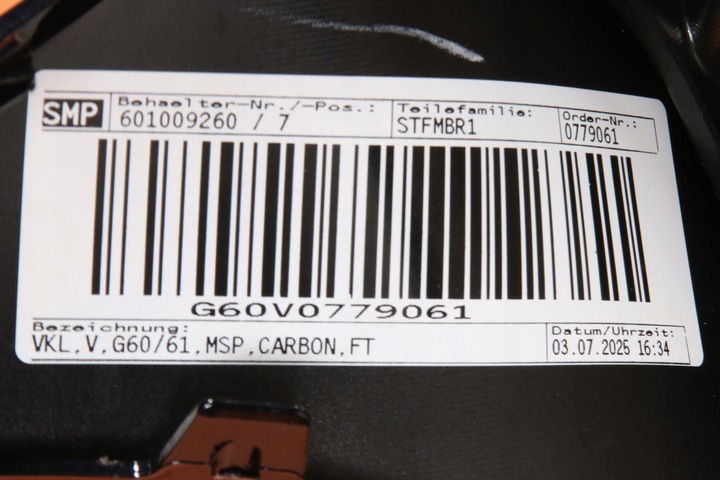 SMP
Behaelter-Nr./-Pos.:
601009260 / 7
Teilefamilie:
STFMBR1
Order-Nr.:
0779061
G60V0779061
Bezeichnung:
VKL,V,G60/61,MSP,CARBON,FT
Datum/Uhrzeit:
03.07.2025 16:34